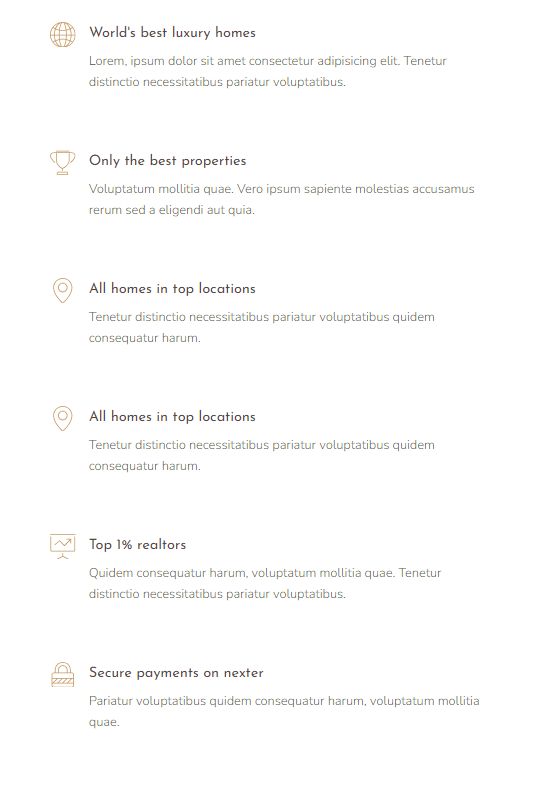 World's best luxury homes
Lorem, ipsum dolor sit amet consectetur adipisicing elit. Tenetur
distinctio necessitatibus pariatur voluptatibus.
Only the best properties
Voluptatum mollitia quae. Vero ipsum sapiente molestias accusamus
rerum sed a eligendi aut quia.
All homes in top locations
Tenetur distinctio necessitatibus pariatur voluptatibus quidem
consequatur harum.
All homes in top locations
Tenetur distinctio necessitatibus pariatur voluptatibus quidem
consequatur harum.
Top 1% realtors
Quidem consequatur harum, voluptatum mollitia quae. Tenetur
distinctio necessitatibus pariatur voluptatibus.
Secure payments on nexter
Pariatur voluptatibus quidem consequatur harum, voluptatum mollitia
quae.